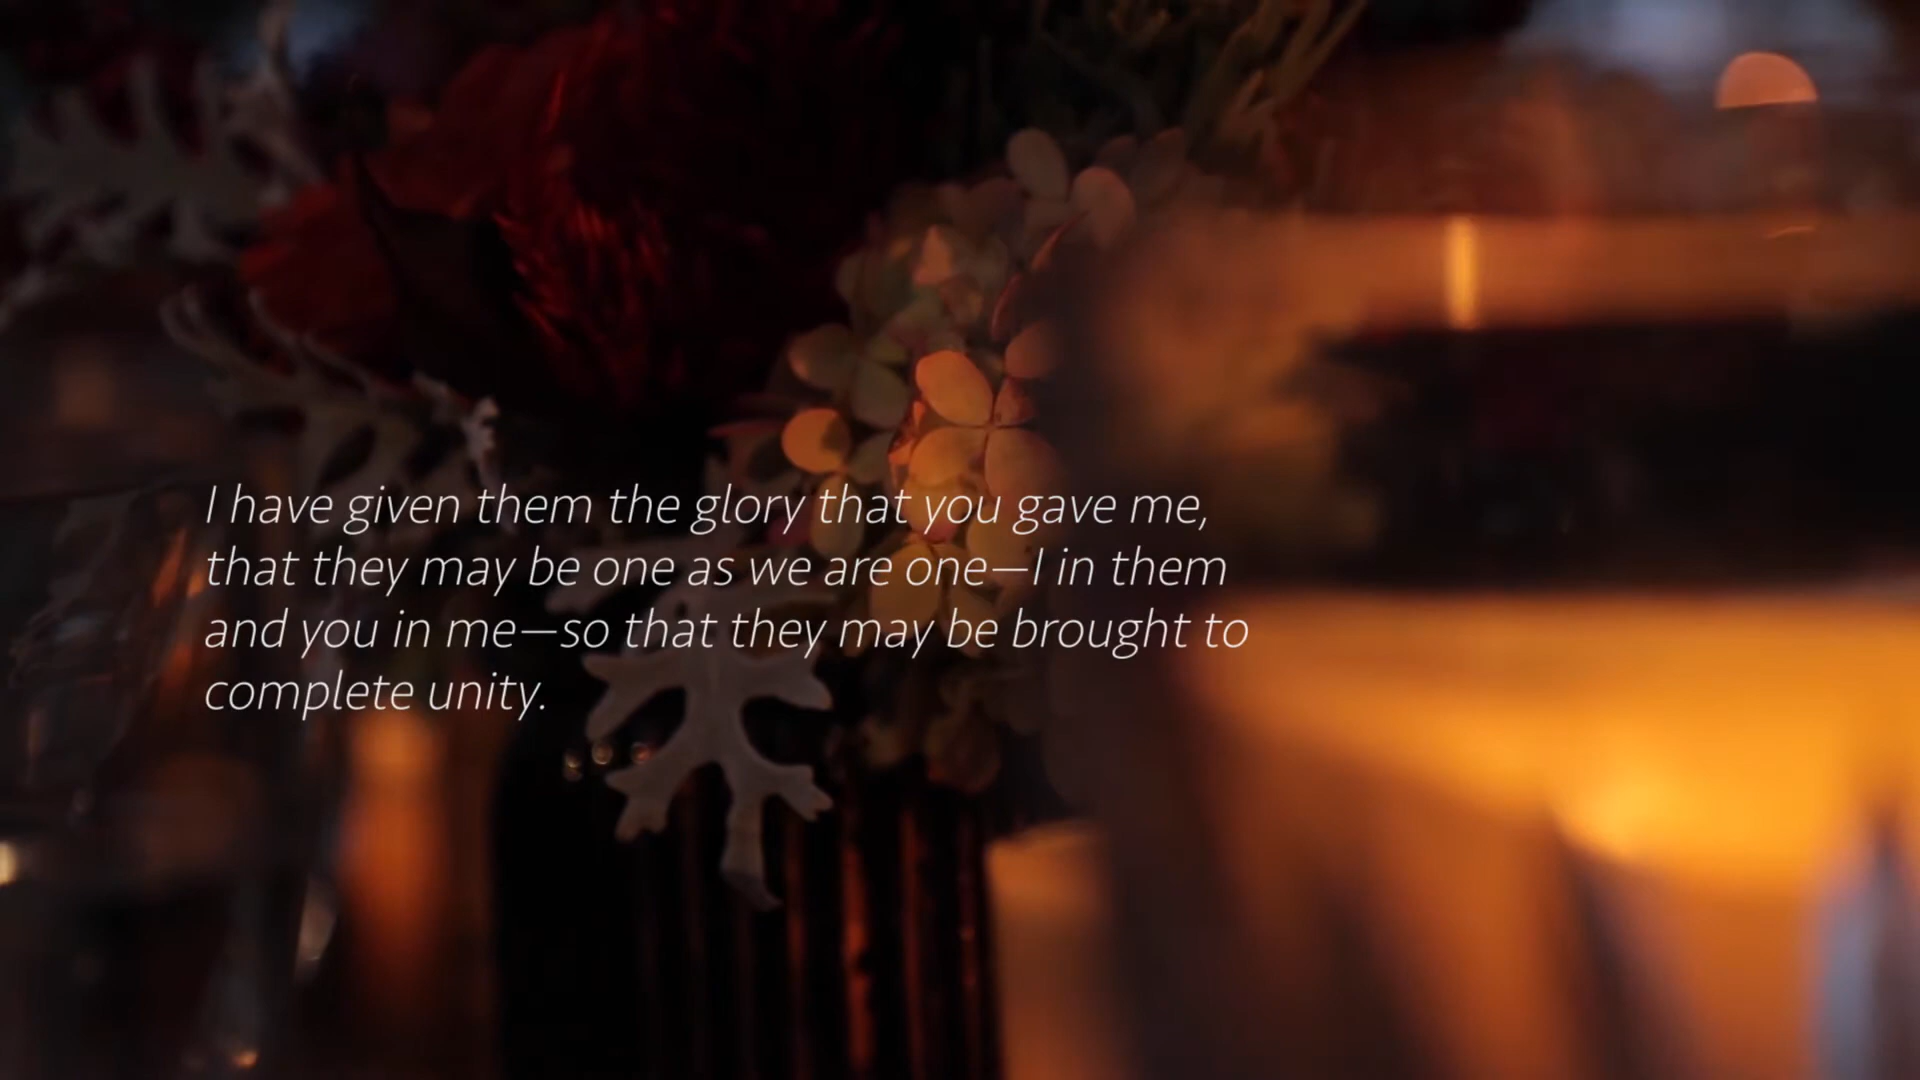 I have given them the glory that you gave me,
that they may be one as we are one—I in them
and you in me—so that they may be brought to
complete unity.